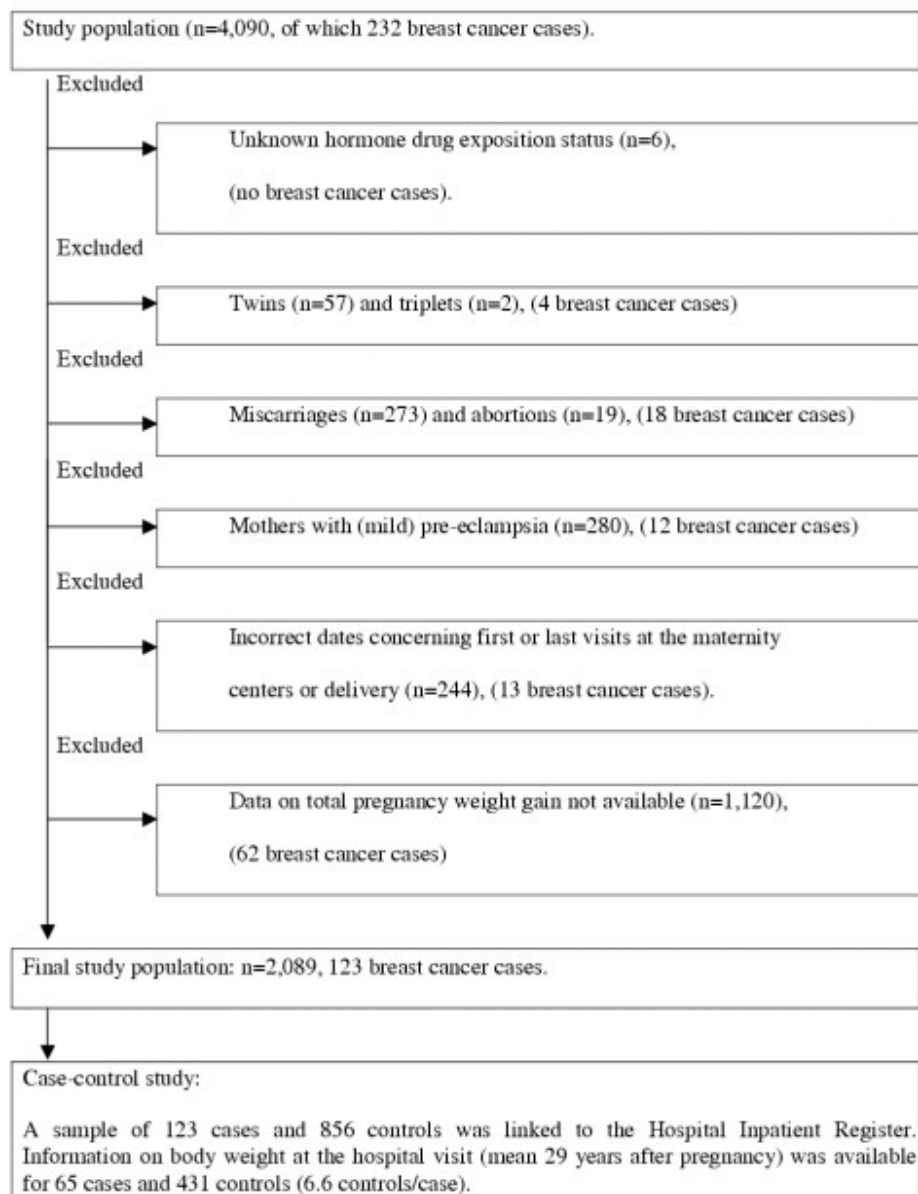 Study population (n=4,090, of which 232 breast cancer cases).
Excluded
Unknown hormone drug exposition status (n=6),
(no breast cancer cases).
Excluded
Twins (n=57) and triplets (n=2), (4 breast cancer cases)
Excluded
Miscarriages (n=273) and abortions (n=19), (18 breast cancer cases)
Excluded
Mothers with (mild) pre-eclampsia (n=280), (12 breast cancer cases)
Excluded
Incorrect dates concerning first or last visits at the maternity
centers or delivery (n=244), (13 breast cancer cases).
Excluded
Data on total pregnancy weight gain not available (n=1,120),
(62 breast cancer cases)
Final study population: n=2,089, 123 breast cancer cases.
Case-control study:
A sample of 123 cases and 856 controls was linked to the Hospital Inpatient Register.
Information on body weight at the hospital visit (mean 29 years after pregnancy) was available
for 65 cases and 431 controls (6.6 controls/case).